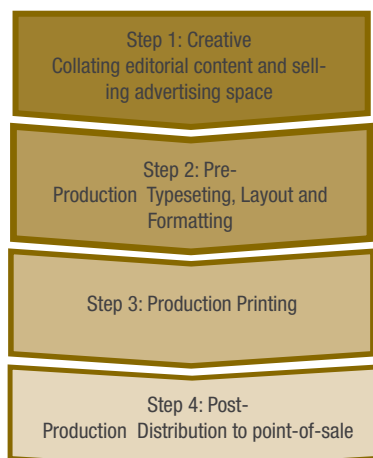 Step 1: Creative
Collating editorial content and sell-
ing advertising space
Step 2: Pre-
Production Typeseting, Layout and
Formatting
Step 3: Production Printing
Step 4: Post-
Production Distribution to point-of-sale